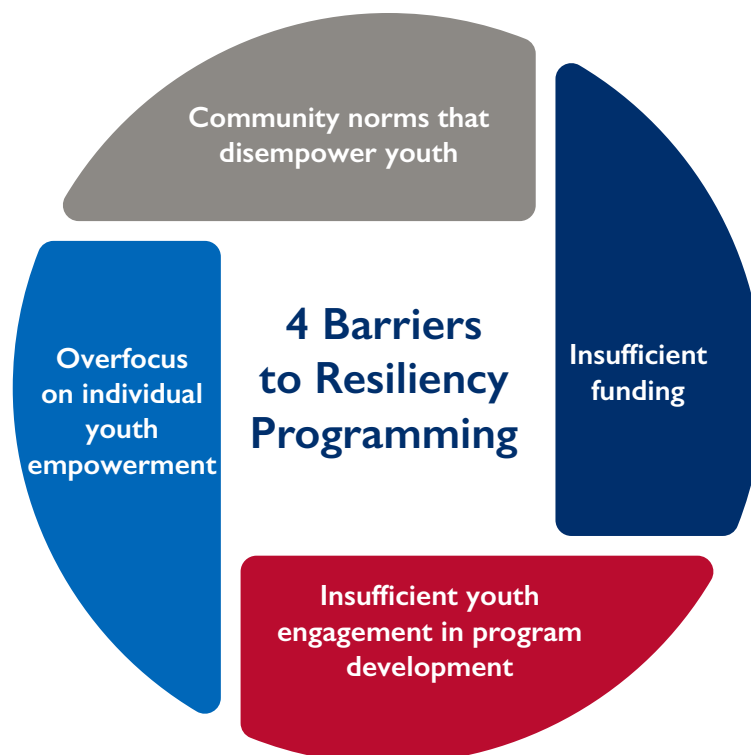 Community norms that
disempower youth
4 Barriers
to Resiliency
Programming
Insufficient
funding
Overfocus
on individual
youth
empowerment
Insufficient youth
engagement in program
development